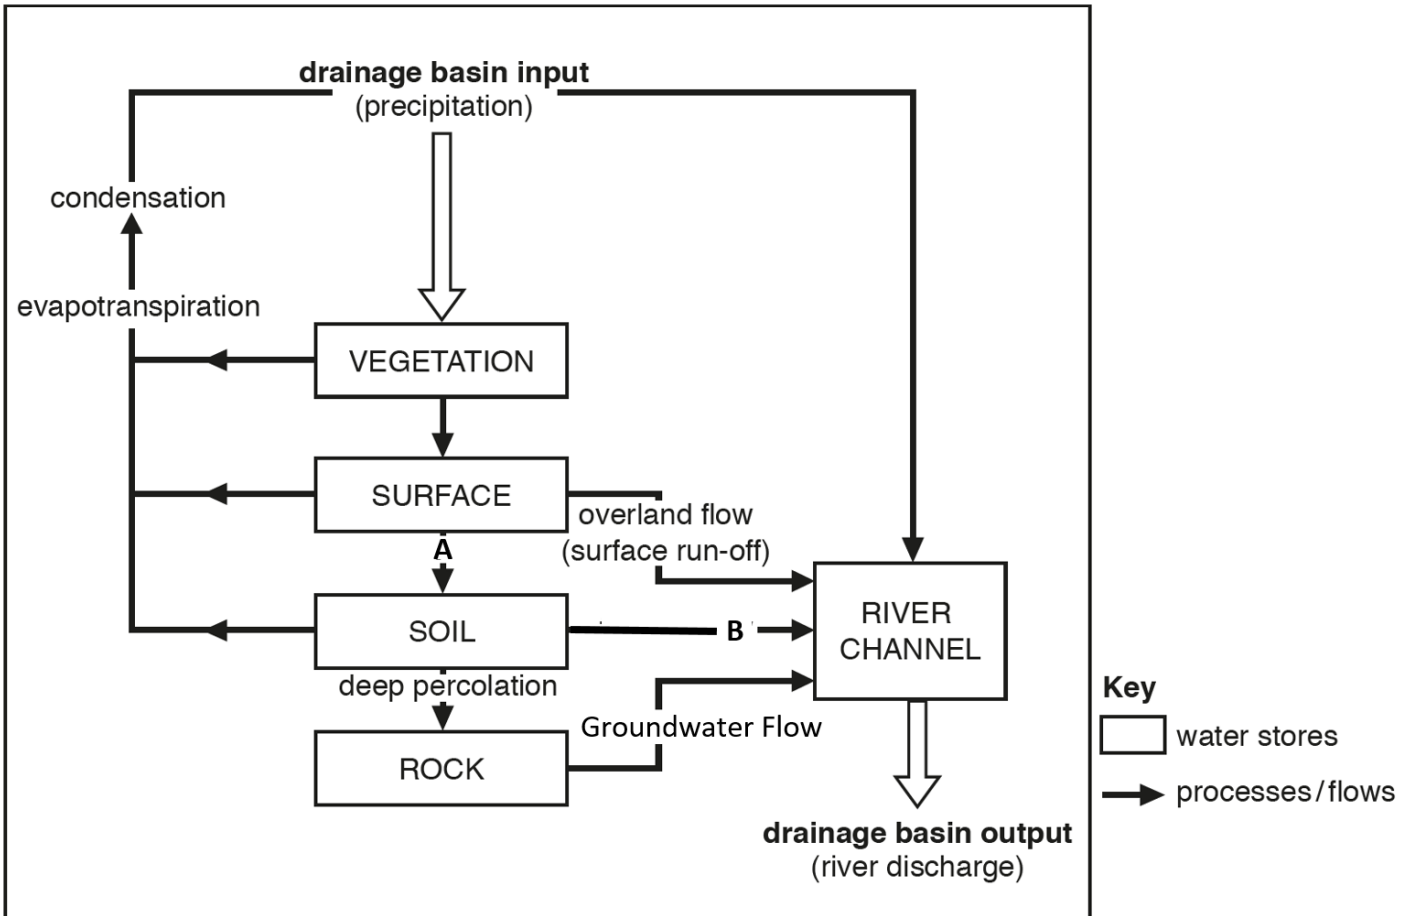 drainage basin input
(precipitation)
condensation
evapotranspiration
VEGETATION
SURFACE
overland flow
(surface run-off)
A
SOIL
B
RIVER
CHANNEL
deep percolation
Groundwater Flow
ROCK
drainage basin output
(river discharge)
Key
water stores
processes/flows